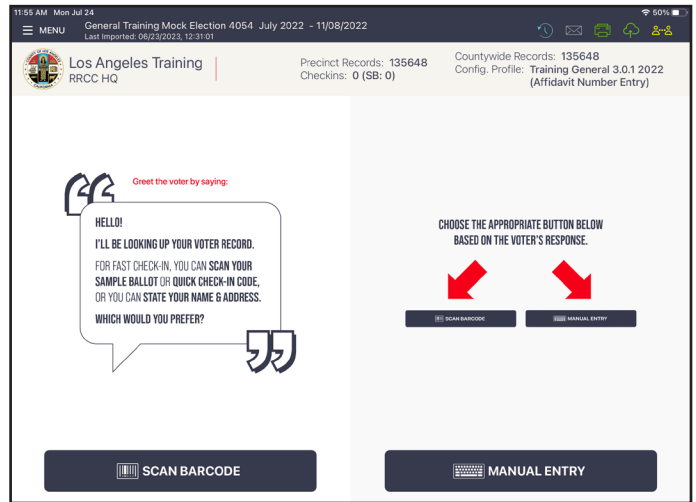 11:55 AM Mon Jul 24
50%
MENU
General Training Mock Election 4054 July 2022 - 11/08/2022
Last Imported: 06/23/2023, 12:31:01
Los Angeles Training
RRCC HQ
Precinct Records: 135648
Checkins: 0 (SB: 0)
Countywide Records: 135648
Config. Profile: Training General 3.0.1 2022
(Affidavit Number Entry)
Greet the voter by saying:
HELLO!
I'LL BE LOOKING UP YOUR VOTER RECORD.
FOR FAST CHECK-IN, YOU CAN SCAN YOUR
SAMPLE BALLOT OR QUICK CHECK-IN CODE,
OR YOU CAN STATE YOUR NAME & ADDRESS.
WHICH WOULD YOU PREFER?
CHOOSE THE APPROPRIATE BUTTON BELOW
BASED ON THE VOTER'S RESPONSE.
SCAN BARCODE
MANUAL ENTRY
SCAN BARCODE
MANUAL ENTRY